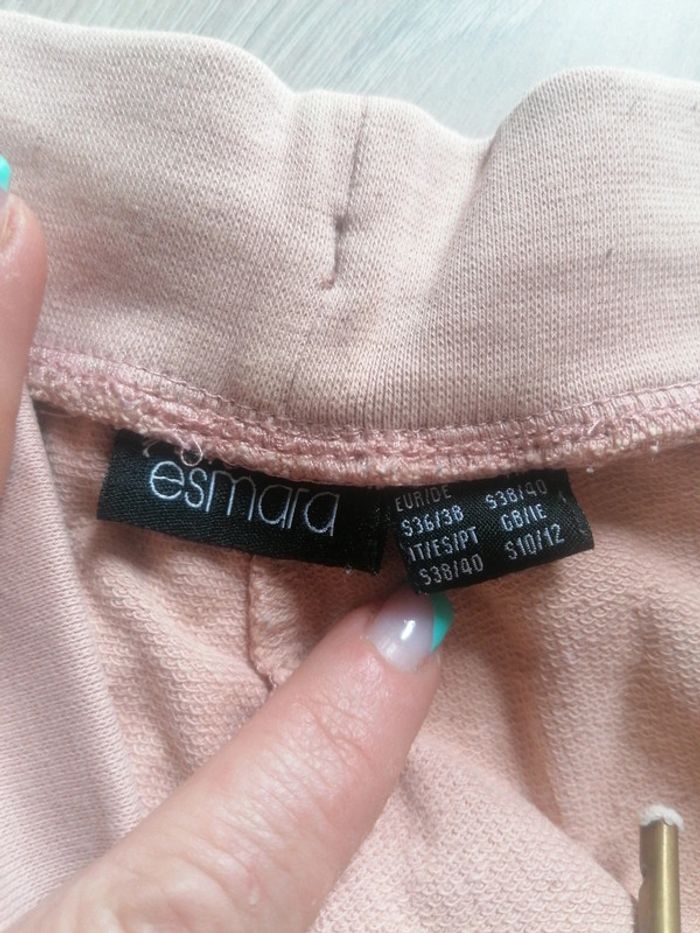 esmara
EUR/DE
S36/38 S38/40
IT/ES/PT GB/IE
S38/40 S10/12